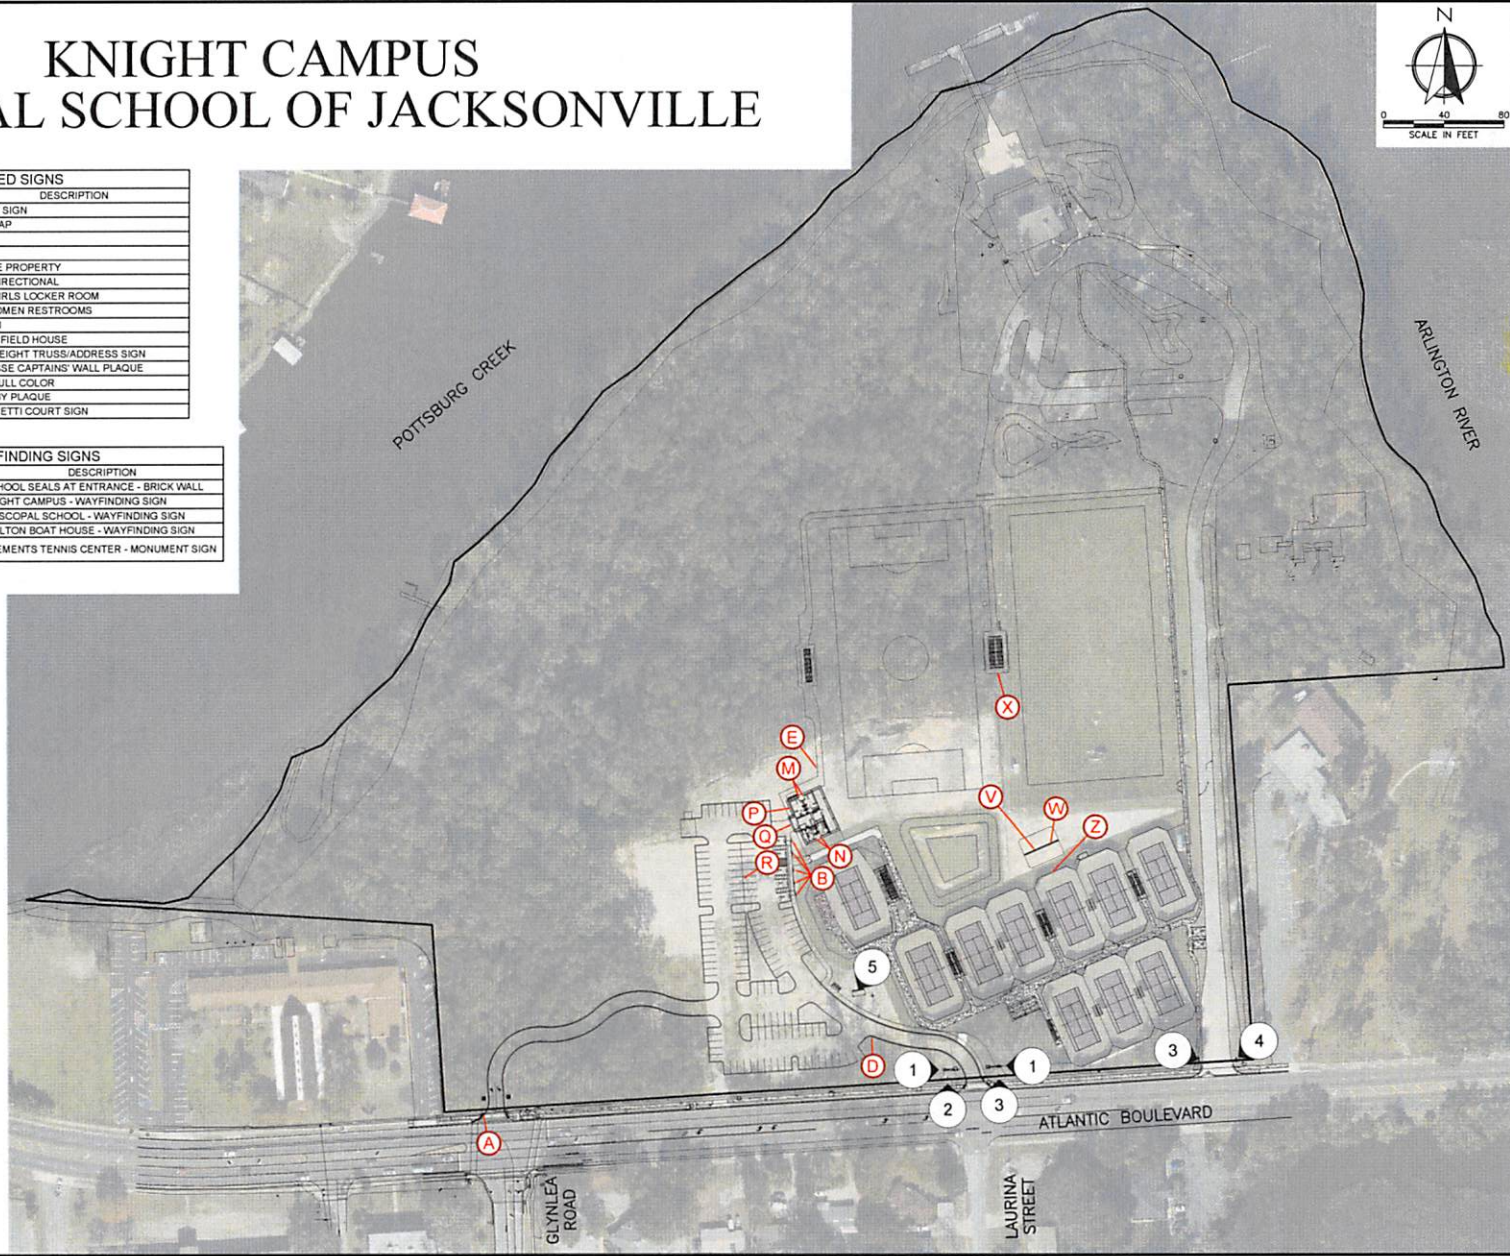 KNIGHT CAMPUS
AL SCHOOL OF JACKSONVILLE
N
0 40 80
SCALE IN FEET
ED SIGNS
DESCRIPTION
SIGN
AP
E PROPERTY
IRECTIONAL
IRLS LOCKER ROOM
OMEN RESTROOMS
FIELD HOUSE
EIGHT TRUSS/ADDRESS SIGN
SSE CAPTAINS' WALL PLAQUE
ULL COLOR
Y PLAQUE
ETTI COURT SIGN
FINDING SIGNS
DESCRIPTION
HOOL SEALS AT ENTRANCE - BRICK WALL
GHT CAMPUS - WAYFINDING SIGN
SCOPAL SCHOOL - WAYFINDING SIGN
LTON BOAT HOUSE - WAYFINDING SIGN
EMENTS TENNIS CENTER - MONUMENT SIGN
POTTSBURG CREEK
ARLINGTON RIVER
X
E
M
P
V
W
Q
Z
N
R
B
5
D
1
1
3
4
2
3
A
ATLANTIC BOULEVARD
GLYNLEA
ROAD
LAURINA
STREET